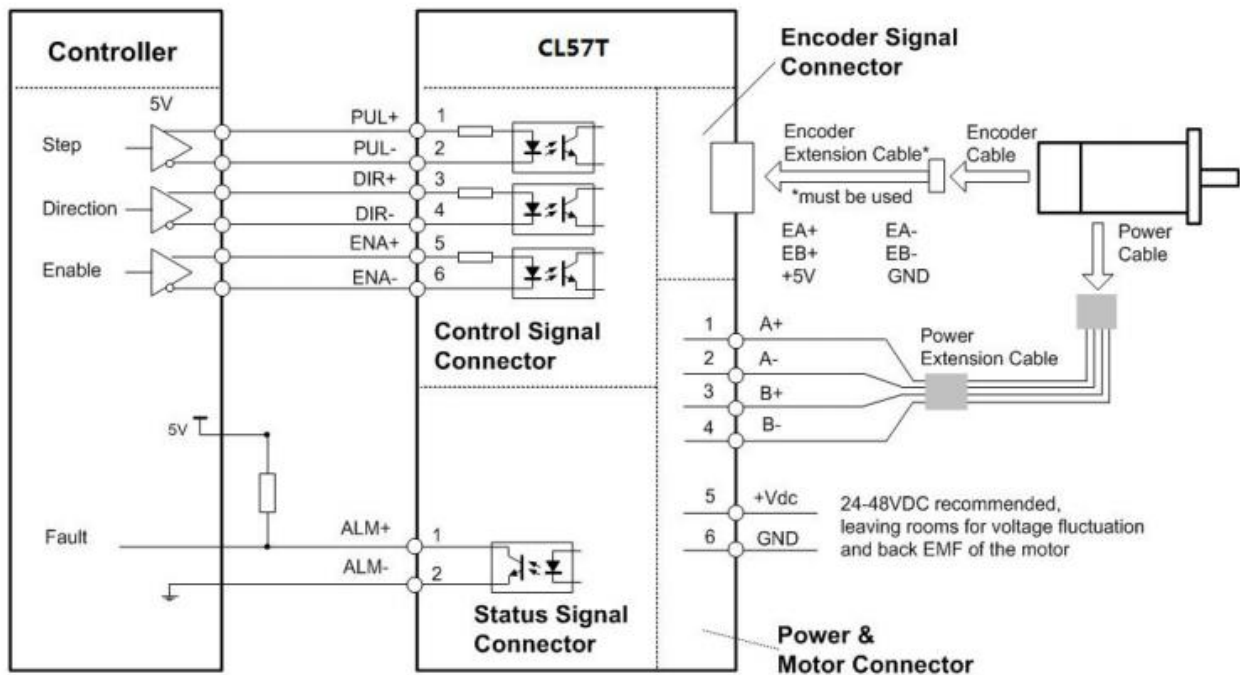 Controller
CL57T
Encoder Signal
Connector
5V
Step
Direction
Enable
PUL+
PUL-
DIR+
DIR-
ENA+
ENA-
1
2
3
4
5
6
Control Signal
Connector
Encoder
Extension Cable*
*must be used
Encoder
Cable
EA+ EA-
EB+ EB-
+5V GND
Power
Cable
1 A+
2 A-
3 B+
4 B-
Power
Extension Cable
5V
Fault
ALM+ 1
ALM- 2
Status Signal
Connector
5 +Vdc
6 GND
24-48VDC recommended,
leaving rooms for voltage fluctuation
and back EMF of the motor
Power &
Motor Connector